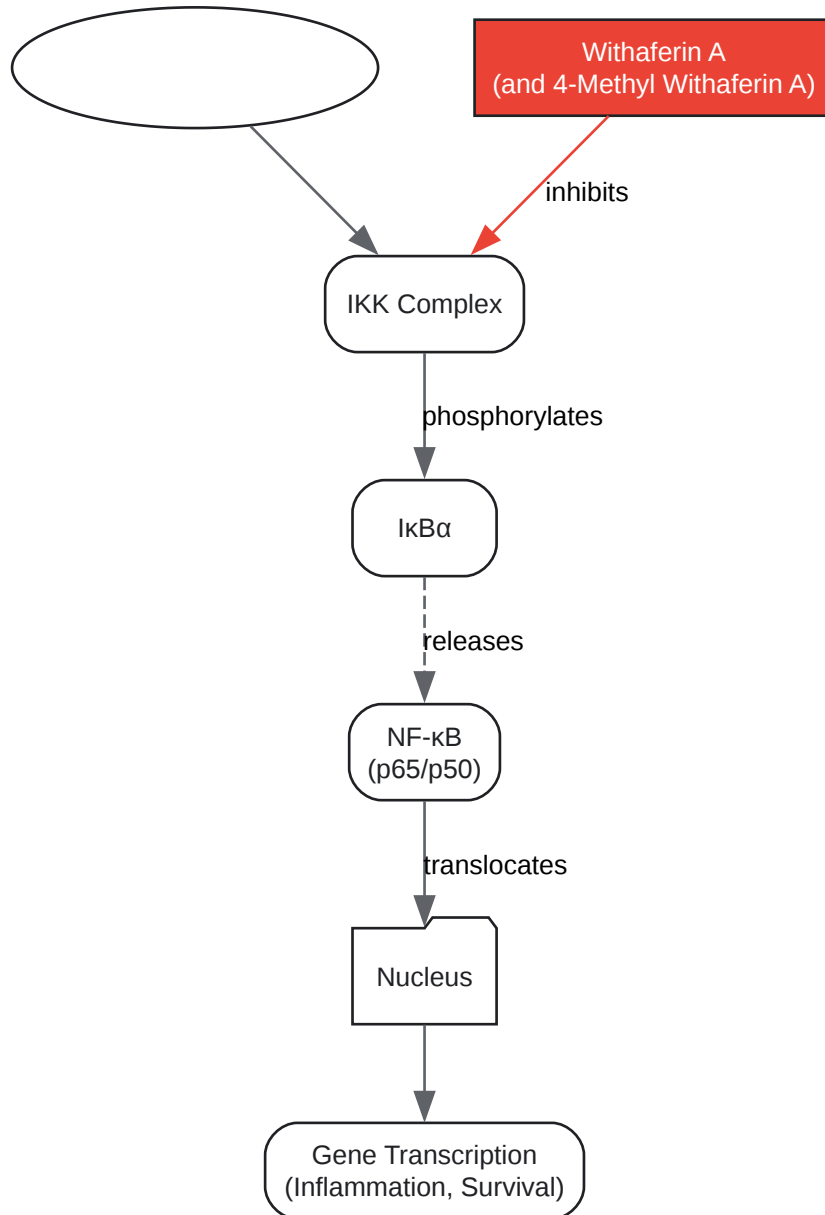 Withaferin A
(and 4-Methyl Withaferin A)
inhibits
IKK Complex
phosphorylates
IκBα
releases
NF-κB
(p65/p50)
translocates
Nucleus
Gene Transcription
(Inflammation, Survival)